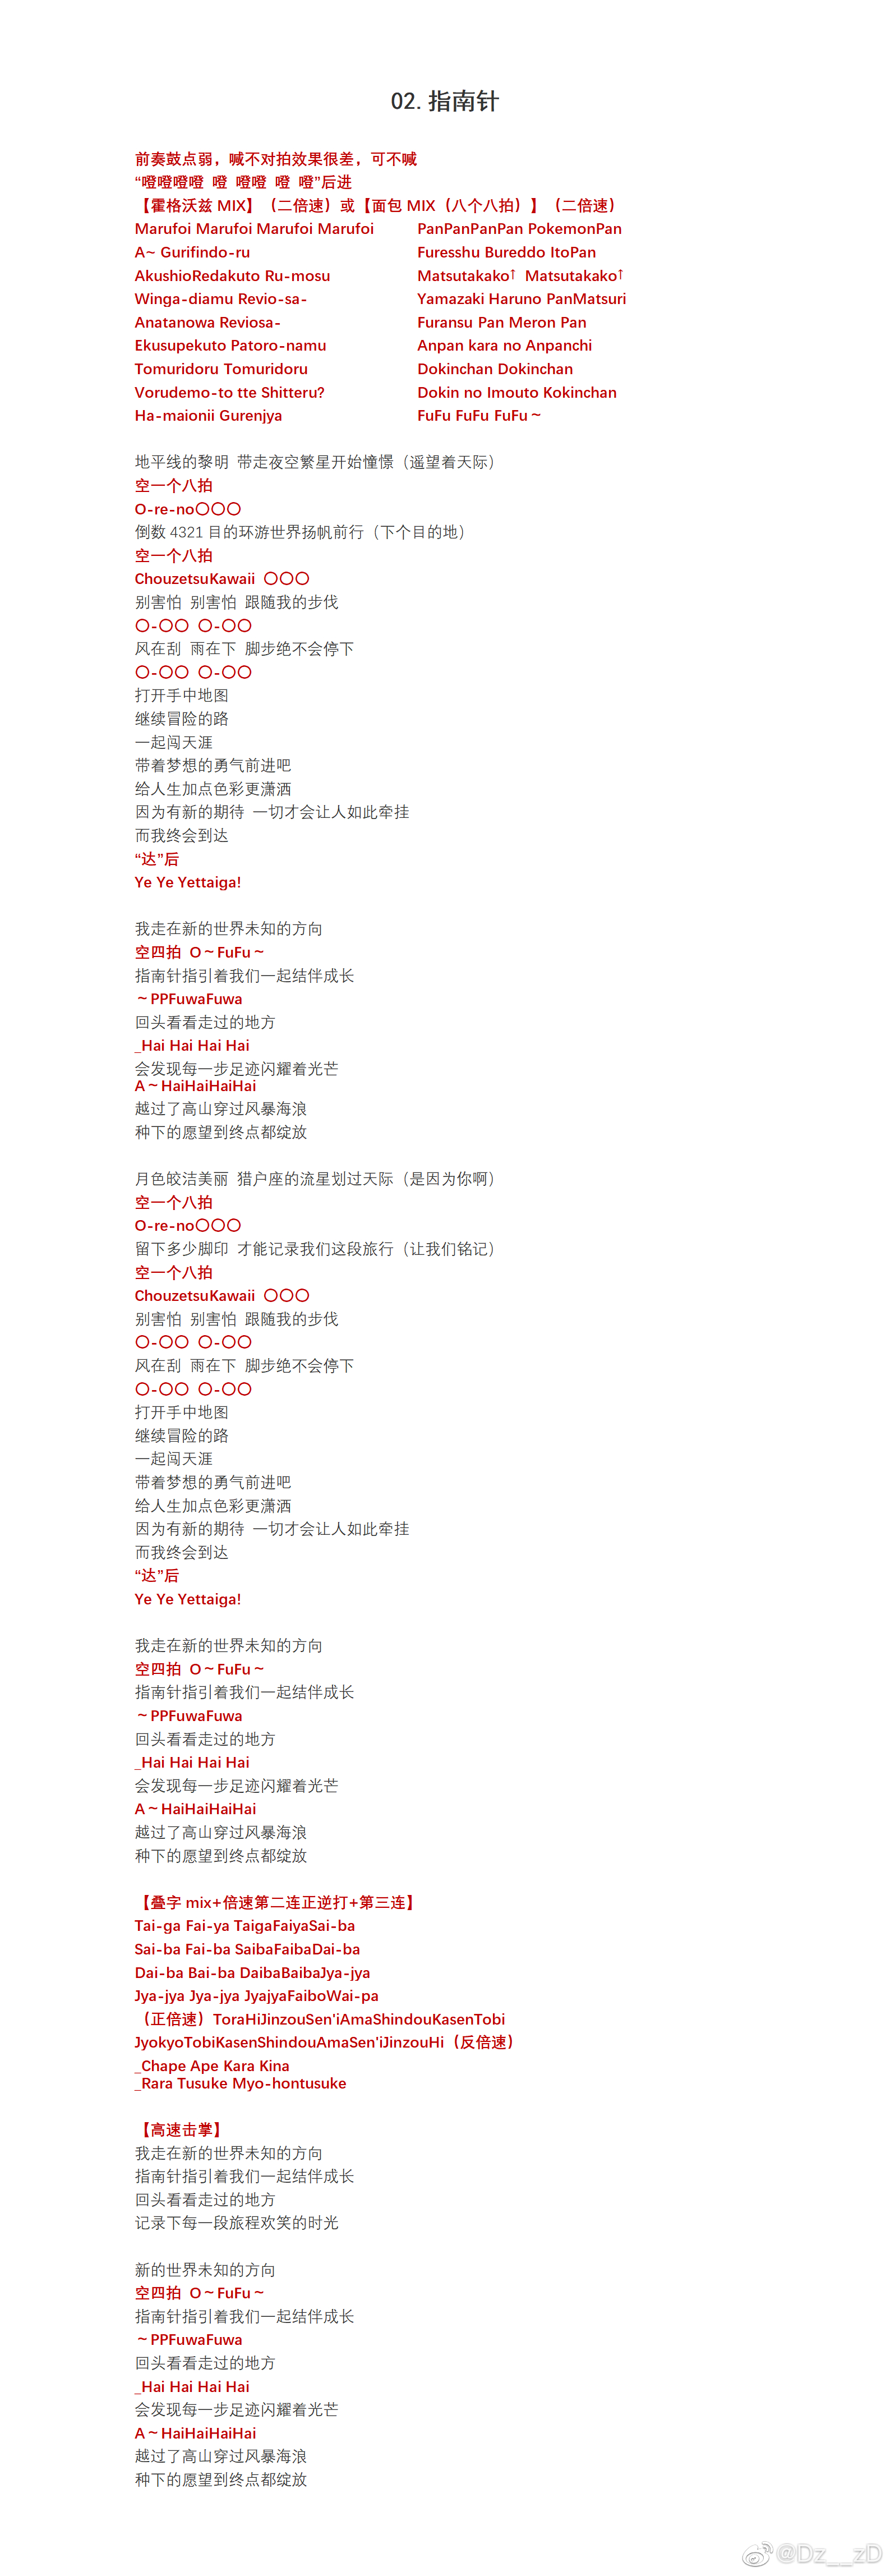 02. 指南针
前奏鼓点弱，喊不对拍效果很差，可不喊
“噔噔噔噔 噔 噔噔 噔 噔”后进
【霍格沃兹 MIX】（二倍速）或【面包 MIX（八个八拍）】（二倍速）
Marufoi Marufoi Marufoi Marufoi PanPanPanPan PokemonPan
A~ Gurifindo-ru Furesshu Bureddo ItoPan
AkushioRedakuto Ru-mosu Matsutakako↑ Matsutakako↑
Winga-diamu Revio-sa- Yamazaki Haruno PanMatsuri
Anatanowa Reviosa- Furansu Pan Meron Pan
Ekusupekuto Patoro-namu Anpan kara no Anpanchi
Tomuridoru Tomuridoru Dokinchan Dokinchan
Vorudemo-to tte Shitteru? Dokin no Imouto Kokinchan
Ha-maionii Gurenjya FuFu FuFu FuFu～
地平线的黎明 带走夜空繁星开始憧憬（遥望着天际）
空一个八拍
O-re-no〇〇〇
倒数 4321 目的环游世界扬帆前行（下个目的地）
空一个八拍
ChouzetsuKawaii 〇〇〇
别害怕 别害怕 跟随我的步伐
〇-〇〇 〇-〇〇
风在刮 雨在下 脚步绝不会停下
〇-〇〇 〇-〇〇
打开手中地图
继续冒险的路
一起闯天涯
带着梦想的勇气前进吧
给人生加点色彩更潇洒
因为有新的期待 一切才会让人如此牵挂
而我终会到达
“达”后
Ye Ye Yettaiga!
我走在新的世界未知的方向
空四拍 O～FuFu～
指南针指引着我们一起结伴成长
～PPFuwaFuwa
回头看看走过的地方
_Hai Hai Hai Hai
会发现每一步足迹闪耀着光芒
A～HaiHaiHaiHai
越过了高山穿过风暴海浪
种下的愿望到终点都绽放
月色皎洁美丽 猎户座的流星划过天际（是因为你啊）
空一个八拍
O-re-no〇〇〇
留下多少脚印 才能记录我们这段旅行（让我们铭记）
空一个八拍
ChouzetsuKawaii 〇〇〇
别害怕 别害怕 跟随我的步伐
〇-〇〇 〇-〇〇
风在刮 雨在下 脚步绝不会停下
〇-〇〇 〇-〇〇
打开手中地图
继续冒险的路
一起闯天涯
带着梦想的勇气前进吧
给人生加点色彩更潇洒
因为有新的期待 一切才会让人如此牵挂
而我终会到达
“达”后
Ye Ye Yettaiga!
我走在新的世界未知的方向
空四拍 O～FuFu～
指南针指引着我们一起结伴成长
～PPFuwaFuwa
回头看看走过的地方
_Hai Hai Hai Hai
会发现每一步足迹闪耀着光芒
A～HaiHaiHaiHai
越过了高山穿过风暴海浪
种下的愿望到终点都绽放
【叠字 mix+倍速第二连正逆打+第三连】
Tai-ga Fai-ya TaigaFaiyaSai-ba
Sai-ba Fai-ba SaibaFaibaDai-ba
Dai-ba Bai-ba DaibaBaibaJya-jya
Jya-jya Jya-jya JyajyaFaiboWai-pa
（正倍速）ToraHiJinzouSen'iAmaShindouKasenTobi
JyokyoTobiKasenShindouAmaSen'iJinzouHi（反倍速）
_Chape Ape Kara Kina
_Rara Tusuke Myo-hontusuke
【高速击掌】
我走在新的世界未知的方向
指南针指引着我们一起结伴成长
回头看看走过的地方
记录下每一段旅程欢笑的时光
新的世界未知的方向
空四拍 O～FuFu～
指南针指引着我们一起结伴成长
～PPFuwaFuwa
回头看看走过的地方
_Hai Hai Hai Hai
会发现每一步足迹闪耀着光芒
A～HaiHaiHaiHai
越过了高山穿过风暴海浪
种下的愿望到终点都绽放
@Dz__zD